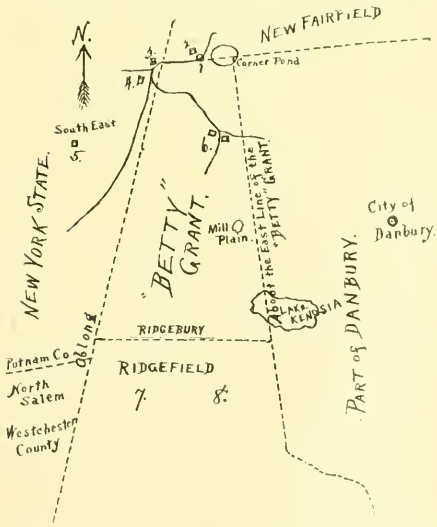 N.
NEW FAIRFIELD
3.
2.
1
Corner Pond
4.
South East
5.
6.
NEW YORK STATE.
"BETTY"
GRANT.
About the East Line of the
"BETTY" GRANT.
Mill
Plain.
City of
Danbury.
PART OF DANBURY.
LAKE
KENOSIA
Oblong
RIDGEBURY
Putnam Co
RIDGEFIELD
North
Salem
7.
8.
Westchester
County